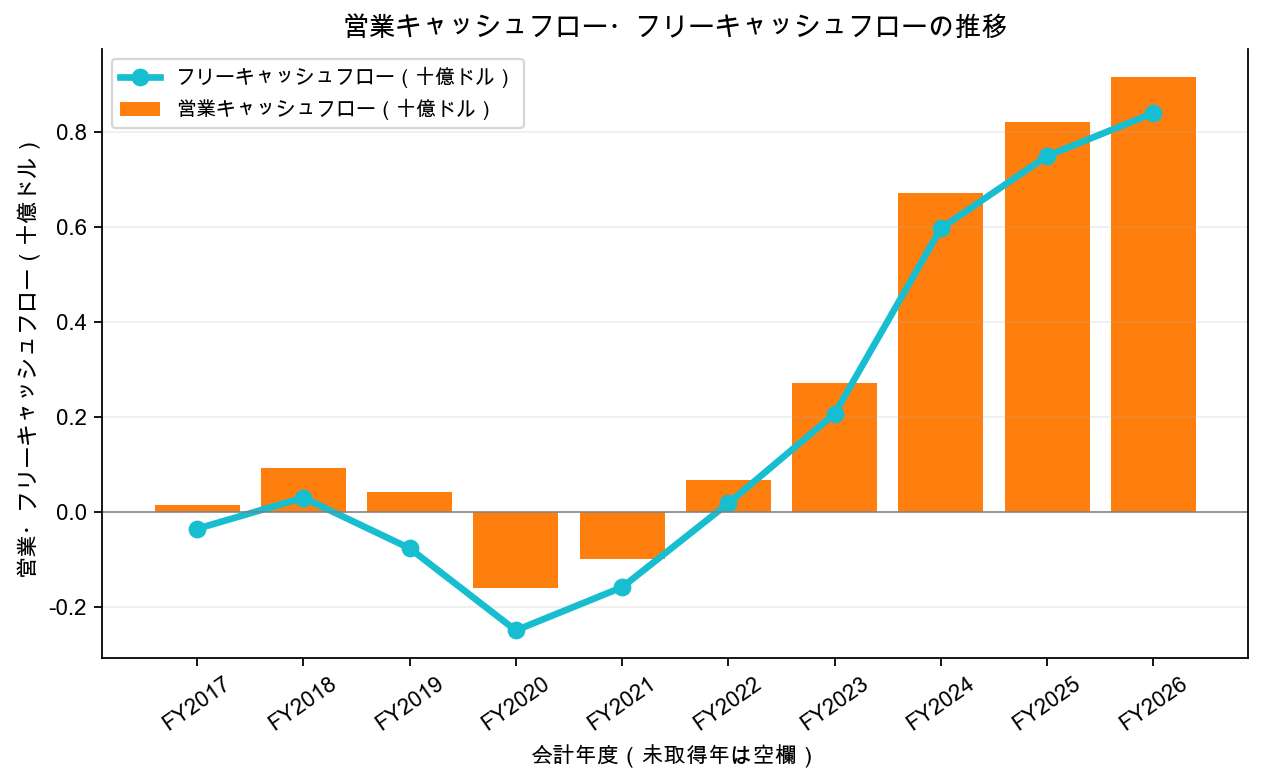 営業キャッシュフロー・フリーキャッシュフローの推移
フリーキャッシュフロー（十億ドル）
営業キャッシュフロー（十億ドル）
営業・フリーキャッシュフロー（十億ドル）
0.8
0.6
0.4
0.2
0.0
-0.2
FY2017
FY2018
FY2019
FY2020
FY2021
FY2022
FY2023
FY2024
FY2025
FY2026
会計年度（未取得年は空欄）